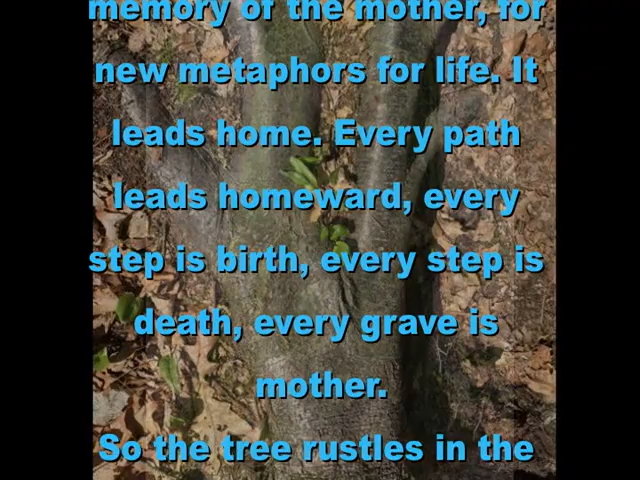 memory of the mother, for
new metaphors for life. It
leads home. Every path
leads homeward, every
step is birth, every step is
death, every grave is
mother.
So the tree rustles in the